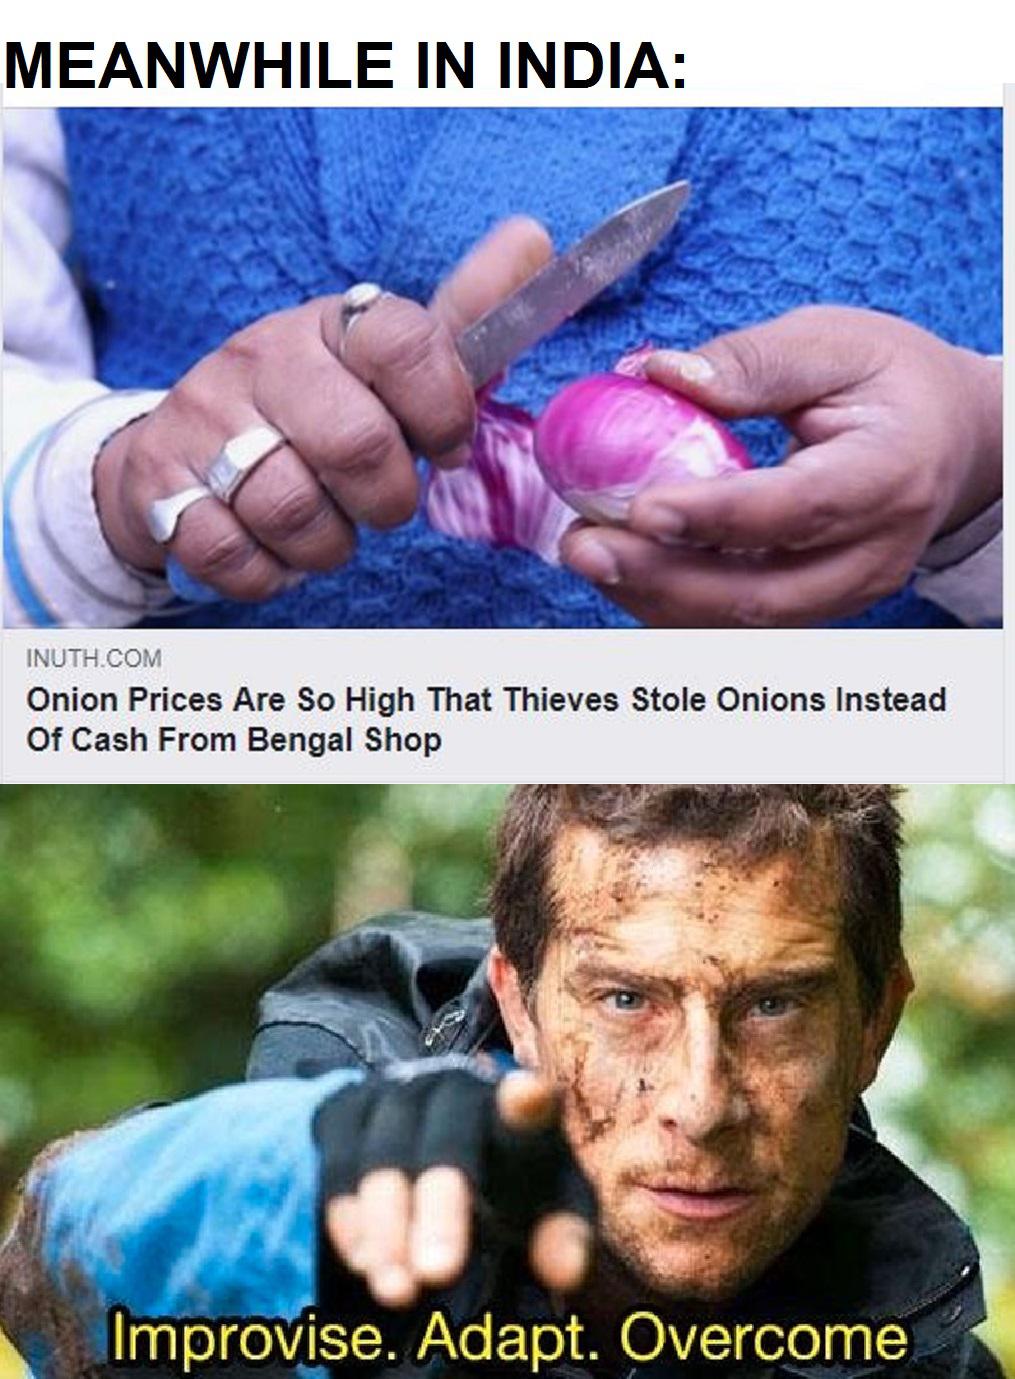 MEANWHILE IN INDIA:
INUTH.COM
Onion Prices Are So High That Thieves Stole Onions Instead
Of Cash From Bengal Shop
Improvise. Adapt. Overcome